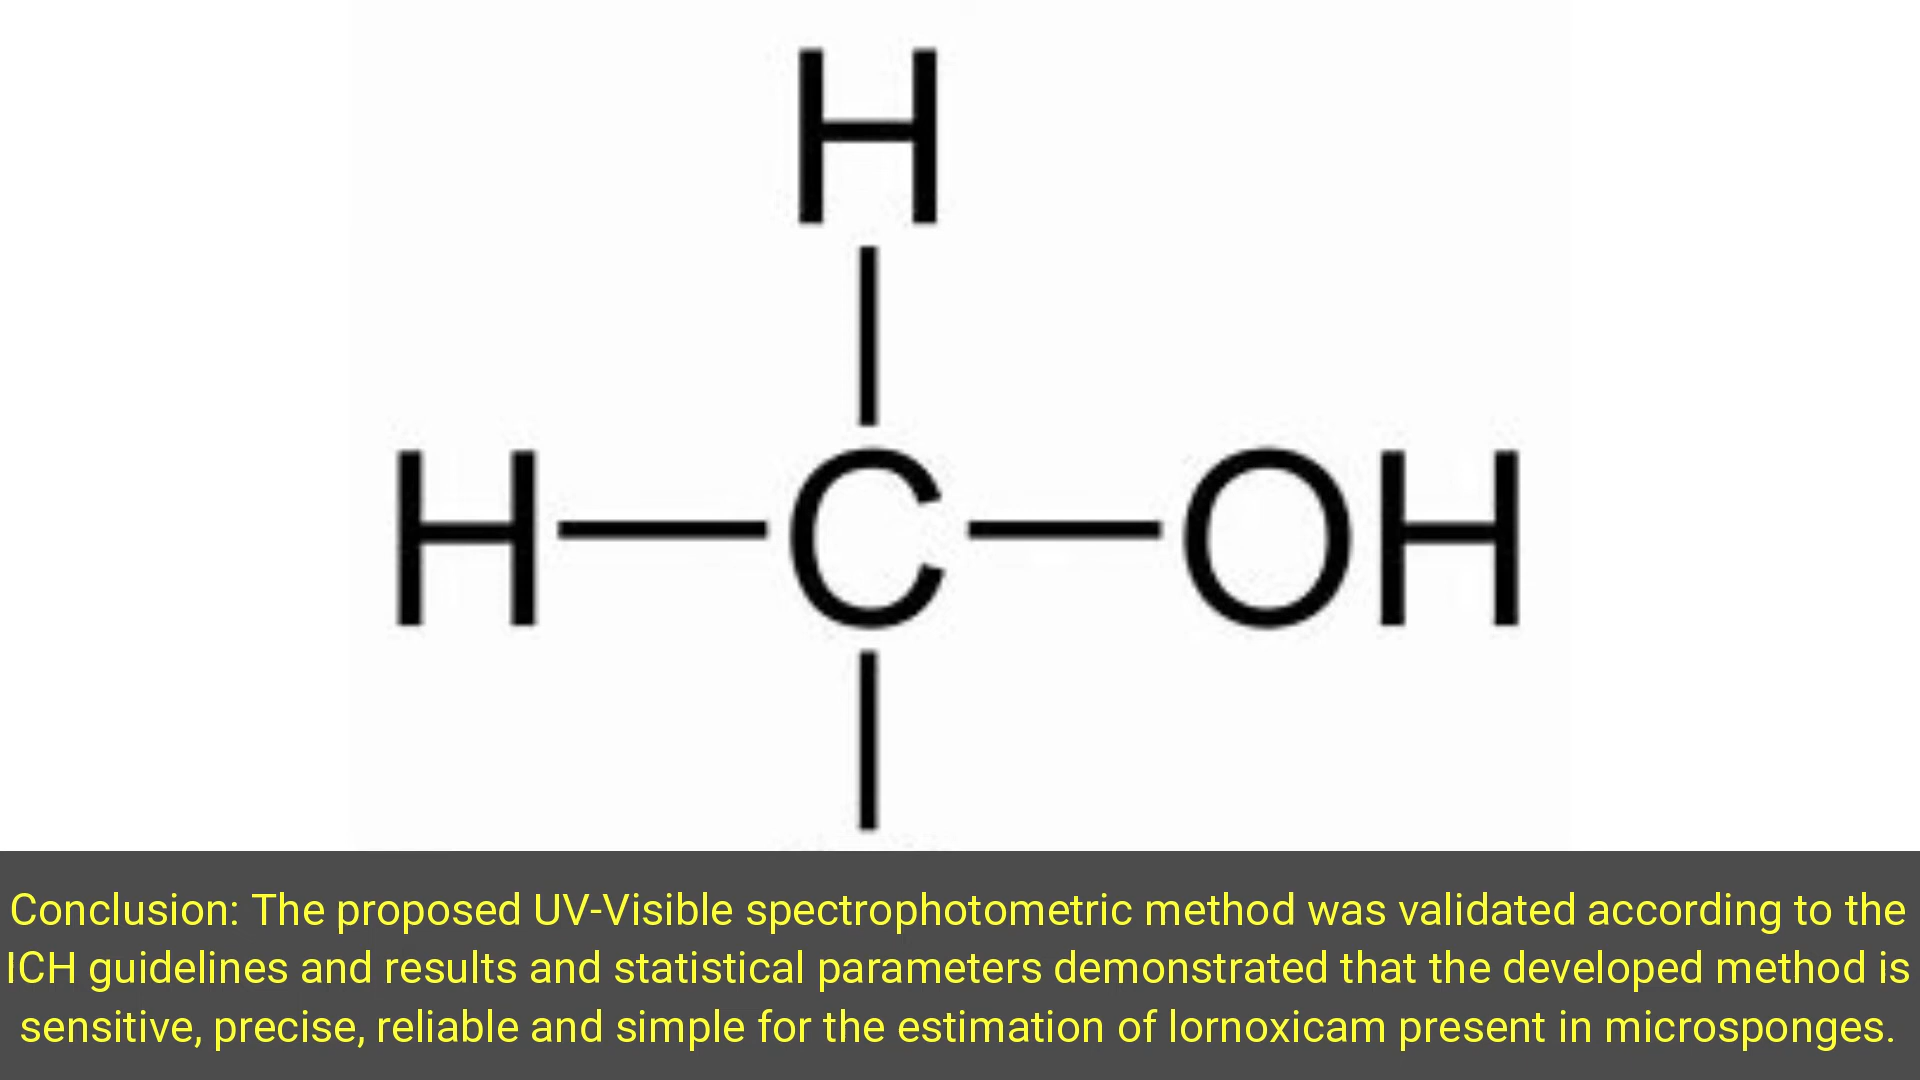 H
H C OH
Conclusion: The proposed UV-Visible spectrophotometric method was validated according to the
ICH guidelines and results and statistical parameters demonstrated that the developed method is
sensitive, precise, reliable and simple for the estimation of lornoxicam present in microsponges.